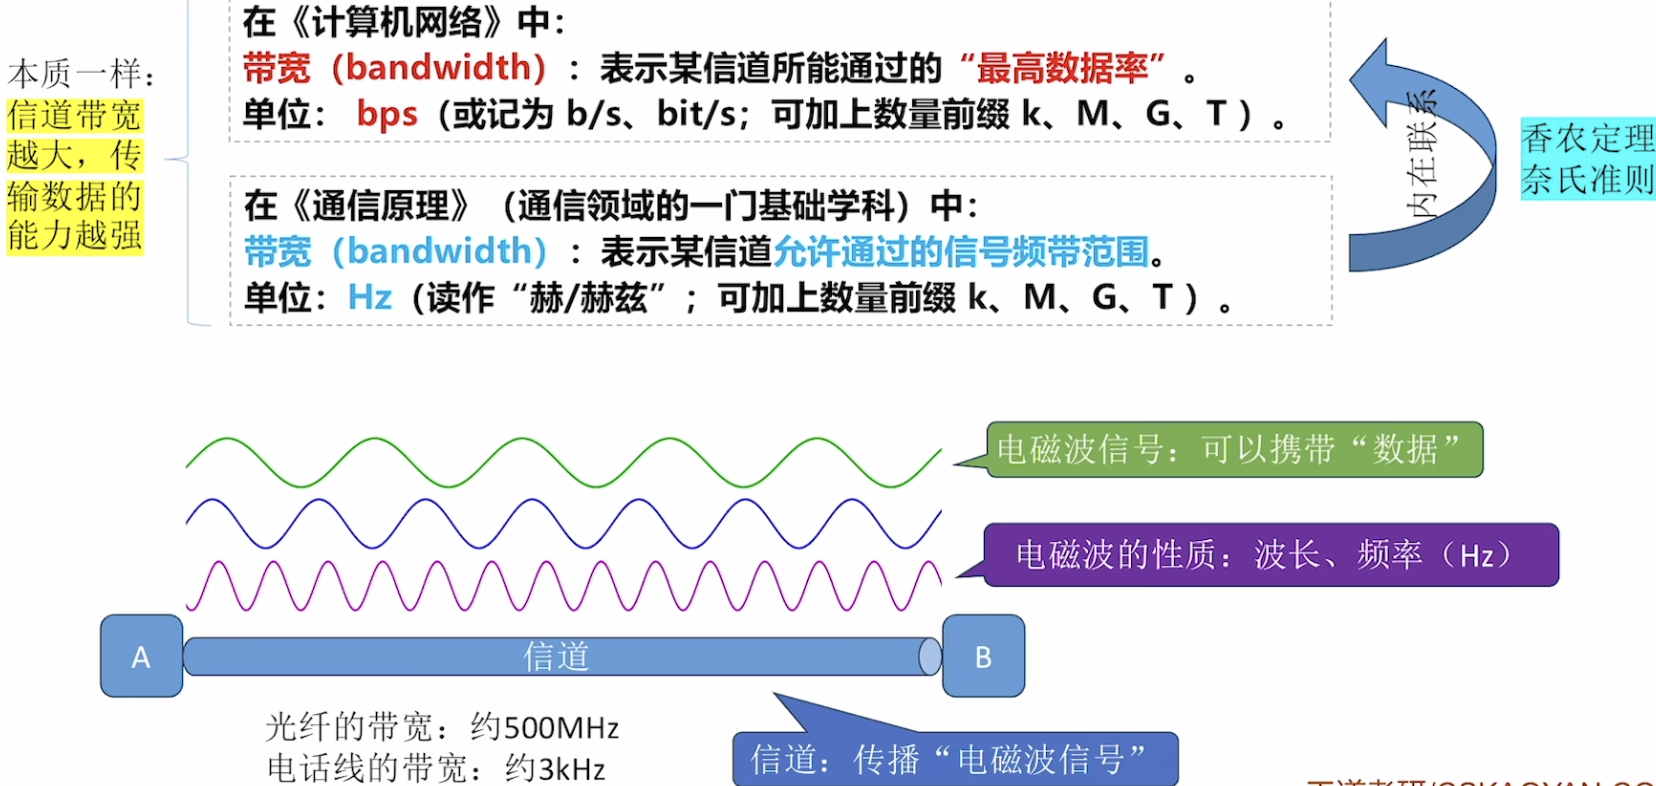 在《计算机网络》中：
带宽（bandwidth）：表示某信道所能通过的“最高数据率”。
单位： bps（或记为 b/s、bit/s；可加上数量前缀 k、M、G、T ）。
本质一样：
信道带宽
越大，传
输数据的
能力越强
在《通信原理》（通信领域的一门基础学科）中：
带宽（bandwidth）：表示某信道允许通过的信号频带范围。
单位：Hz（读作“赫/赫兹”；可加上数量前缀 k、M、G、T ）。
内在联系
香农定理
奈氏准则
电磁波信号：可以携带“数据”
电磁波的性质：波长、频率（Hz）
A
信道
B
光纤的带宽：约500MHz
电话线的带宽：约3kHz
信道：传播“电磁波信号”